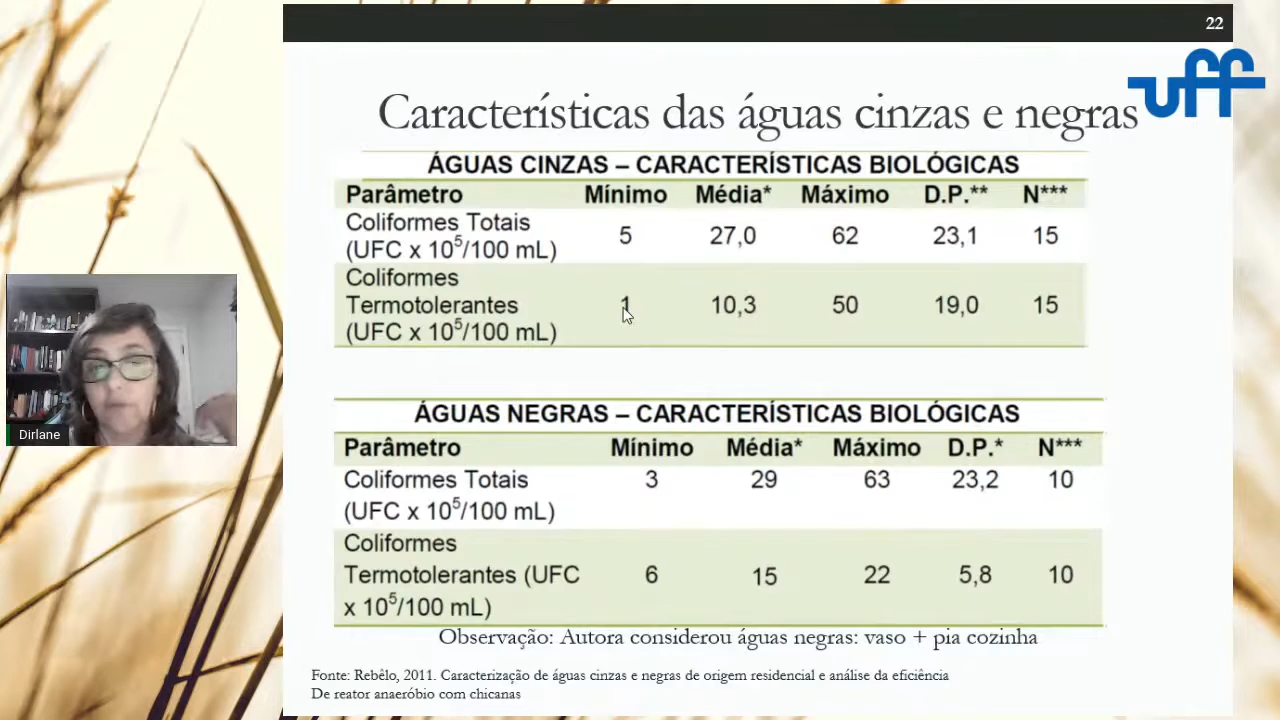 22
uff
Características das águas cinzas e negras
ÁGUAS CINZAS – CARACTERÍSTICAS BIOLÓGICAS
Parâmetro Mínimo Média* Máximo D.P.** N***
Coliformes Totais
(UFC x 10⁵/100 mL) 5 27,0 62 23,1 15
Coliformes
Termotolerantes 1 10,3 50 19,0 15
(UFC x 10⁵/100 mL)
ÁGUAS NEGRAS – CARACTERÍSTICAS BIOLÓGICAS
Parâmetro Mínimo Média* Máximo D.P.* N***
Coliformes Totais 3 29 63 23,2 10
(UFC x 10⁵/100 mL)
Coliformes
Termotolerantes (UFC 6 15 22 5,8 10
x 10⁵/100 mL)
Observação: Autora considerou águas negras: vaso + pia cozinha
Fonte: Rebêlo, 2011. Caracterização de águas cinzas e negras de origem residencial e análise da eficiência
De reator anaeróbio com chicanas
Dirlane